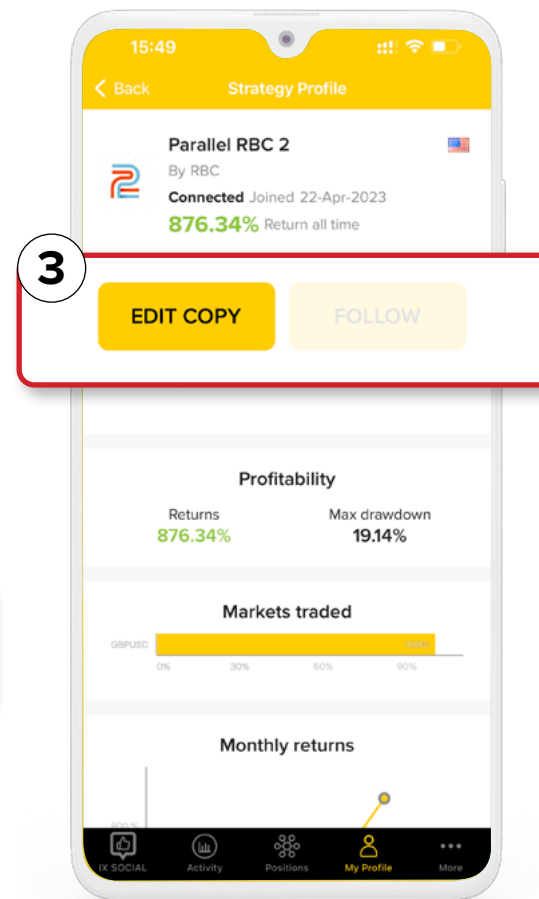 15:49
Back Strategy Profile
Parallel RBC 2
By RBC
Connected Joined 22-Apr-2023
876.34% Return all time
3
EDIT COPY FOLLOW
Profitability
Returns Max drawdown
876.34% 19.14%
Markets traded
GBPUSD
0% 30% 60% 90%
Monthly returns
IX SOCIAL Activity Positions My Profile More